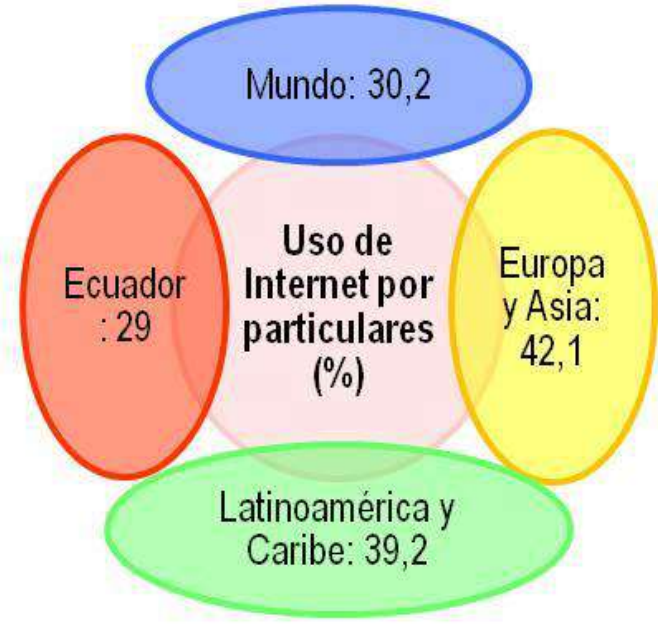 Mundo: 30,2
Uso de
Internet por
particulares
(%)
Ecuador
: 29
Europa
y Asia:
42,1
Latinoamérica y
Caribe: 39,2